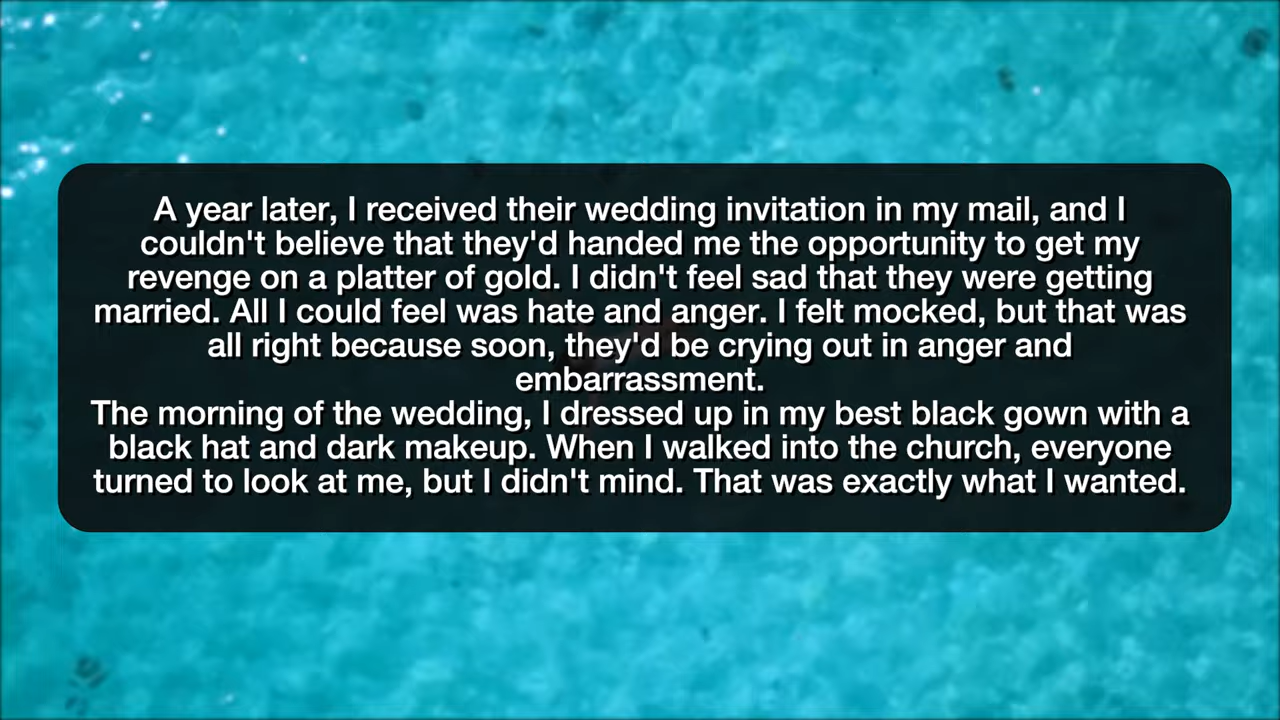 A year later, I received their wedding invitation in my mail, and I
couldn't believe that they'd handed me the opportunity to get my
revenge on a platter of gold. I didn't feel sad that they were getting
married. All I could feel was hate and anger. I felt mocked, but that was
all right because soon, they'd be crying out in anger and
embarrassment.
The morning of the wedding, I dressed up in my best black gown with a
black hat and dark makeup. When I walked into the church, everyone
turned to look at me, but I didn't mind. That was exactly what I wanted.